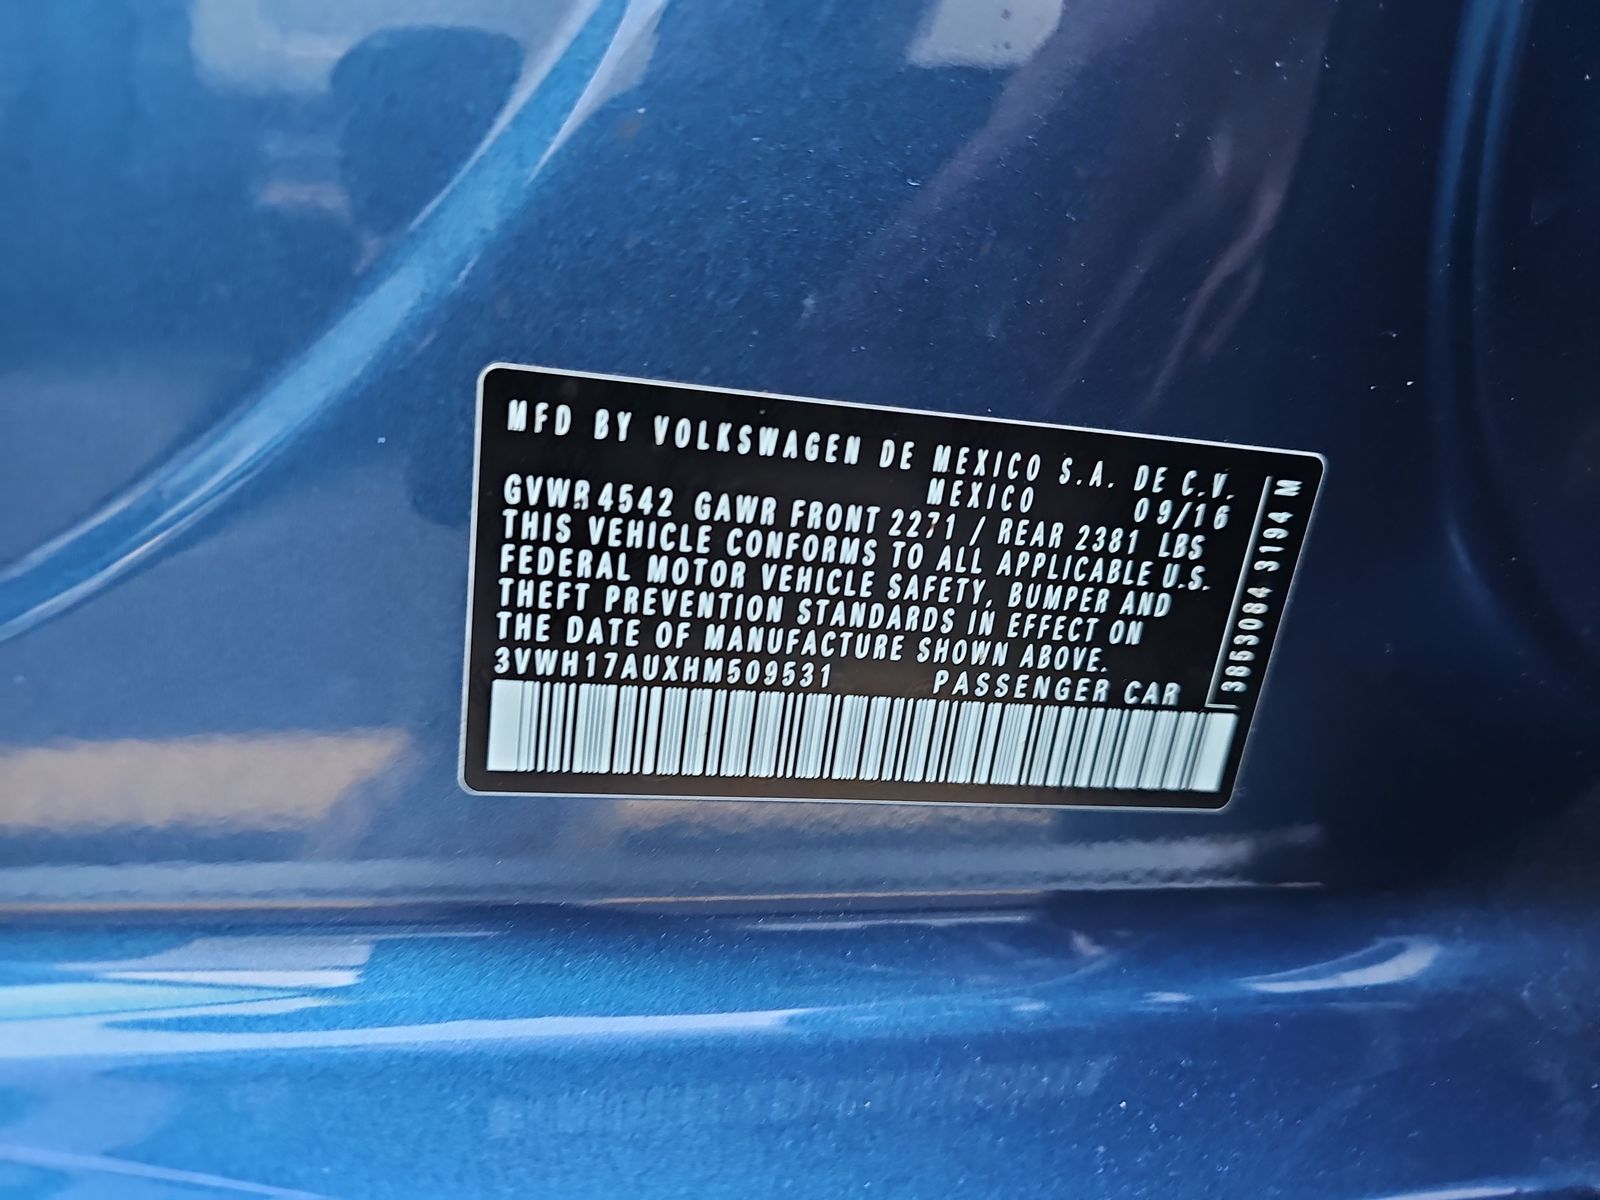 MFD BY VOLKSWAGEN DE MEXICO S.A. DE C.V.
MEXICO 09/16
GVWR 4542 GAWR FRONT 2271 / REAR 2381 LBS
THIS VEHICLE CONFORMS TO ALL APPLICABLE U.S.
FEDERAL MOTOR VEHICLE SAFETY, BUMPER AND
THEFT PREVENTION STANDARDS IN EFFECT ON
THE DATE OF MANUFACTURE SHOWN ABOVE.
3VWH17AUXHM509531 PASSENGER CAR
3853084 3194 M